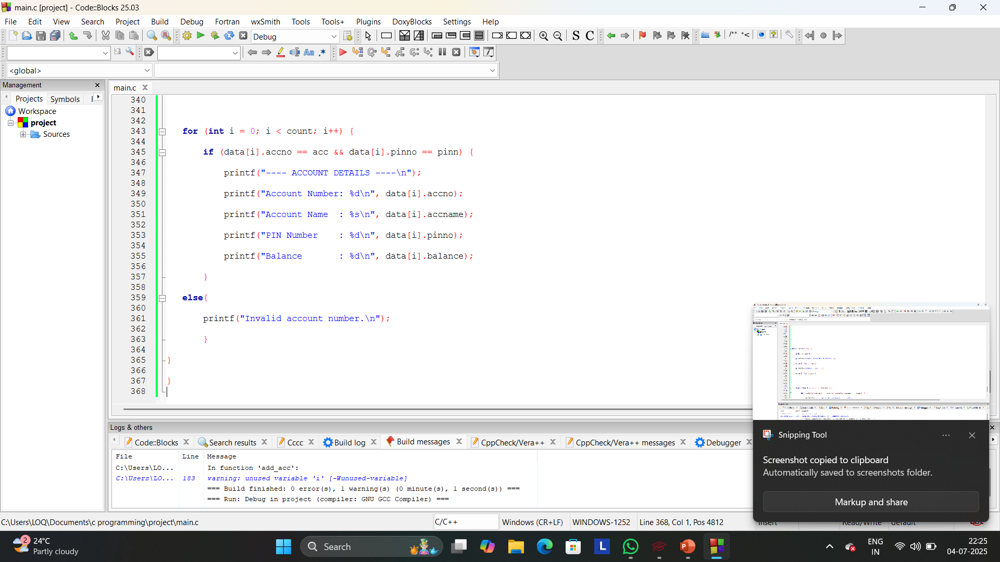 main.c [project] - Code::Blocks 25.03
File Edit View Search Project Build Debug Fortran wxSmith Tools Tools+ Plugins DoxyBlocks Settings Help
Debug
S C /** *<
Aa .*
<global>
Management
main.c
Projects Symbols
Workspace
project
Sources
340
341
342
343 for (int i = 0; i < count; i++) {
344
345 if (data[i].accno == acc && data[i].pinno == pinn) {
346
347 printf("---- ACCOUNT DETAILS ----\n");
348
349 printf("Account Number: %d\n", data[i].accno);
350
351 printf("Account Name  : %s\n", data[i].accname);
352
353 printf("PIN Number    : %d\n", data[i].pinno);
354
355 printf("Balance       : %d\n", data[i].balance);
356
357 }
358
359 else{
360
361 printf("Invalid account number.\n");
362
363 }
364
365 }
366
367 }
368
Logs & others
Code::Blocks Search results Cccc Build log Build messages CppCheck/Vera++ CppCheck/Vera++ messages Debugger
File Line Message
C:\Users\LO... In function 'add_acc':
C:\Users\LO... 183 warning: unused variable 'i' [-Wunused-variable]
=== Build finished: 0 error(s), 1 warning(s) (0 minute(s), 1 second(s)) ===
=== Run: Debug in project (compiler: GNU GCC Compiler) ===
Snipping Tool
Screenshot copied to clipboard
Automatically saved to screenshots folder.
Markup and share
C:\Users\LOQ\Documents\c programming\project\main.c C/C++ Windows (CR+LF) WINDOWS-1252 Line 368, Col 1, Pos 4812 Insert Read/Write default
2
24°C
Partly cloudy
Search
L
ENG
IN
22:25
04-07-2025